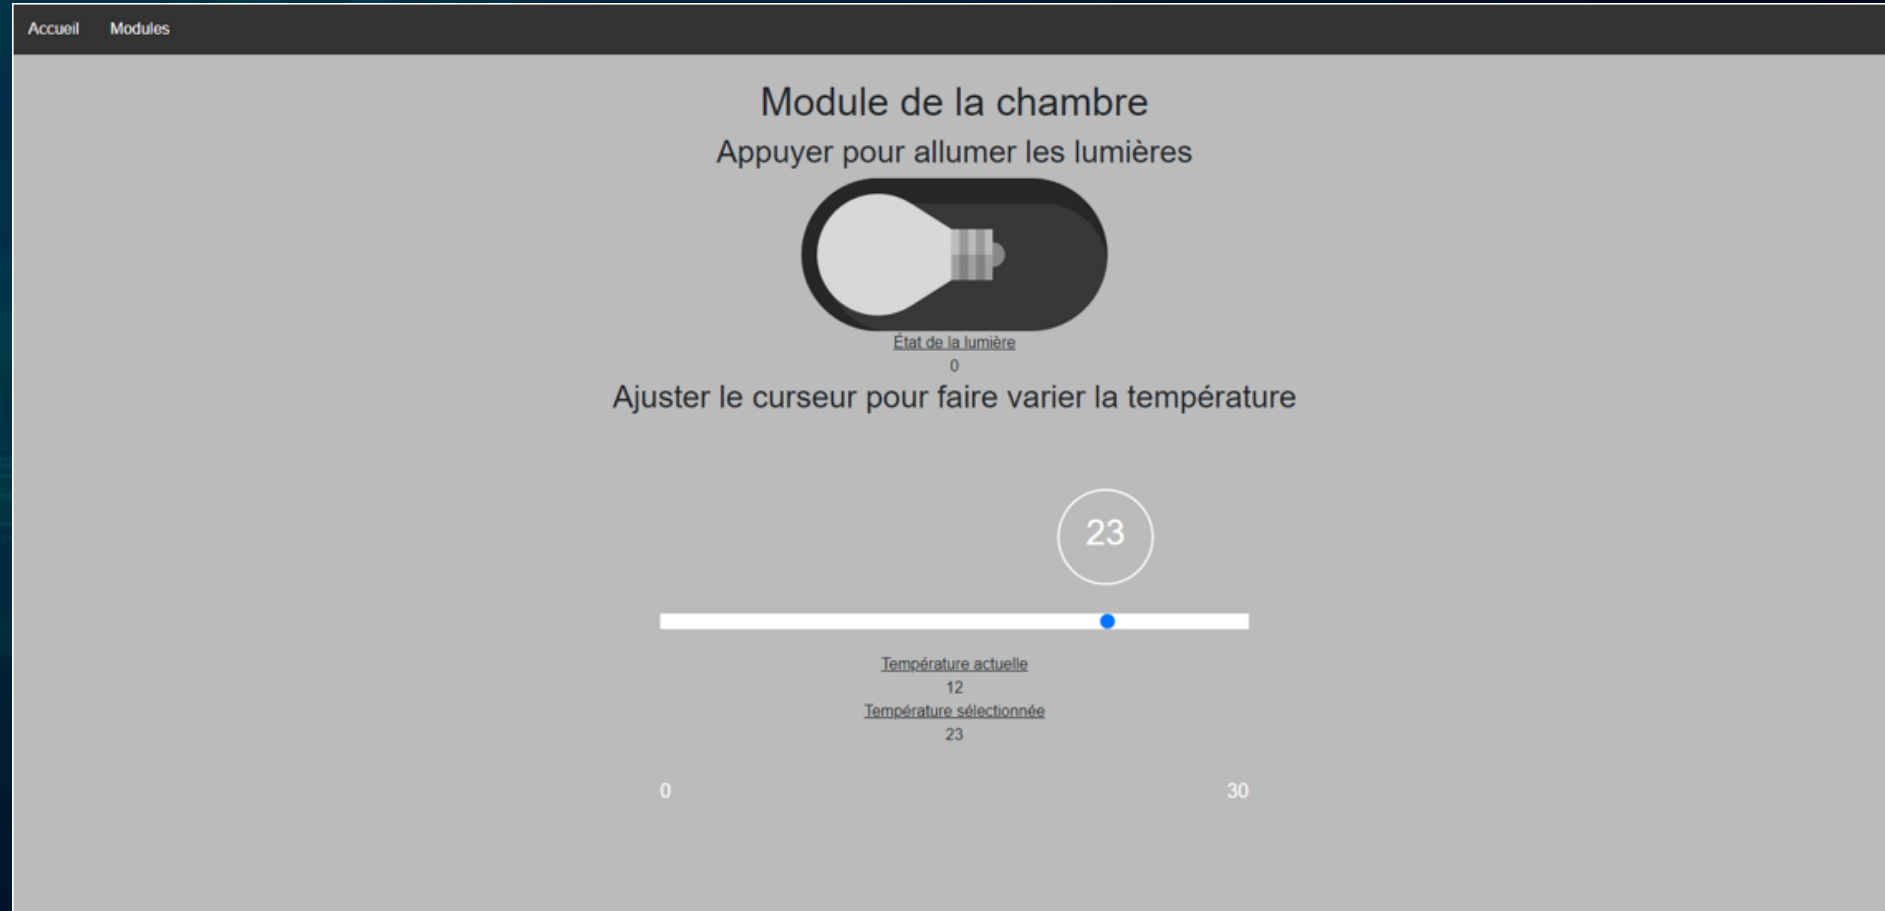 Accueil Modules
Module de la chambre
Appuyer pour allumer les lumières
État de la lumière
0
Ajuster le curseur pour faire varier la température
23
Température actuelle
12
Température sélectionnée
23
0 30